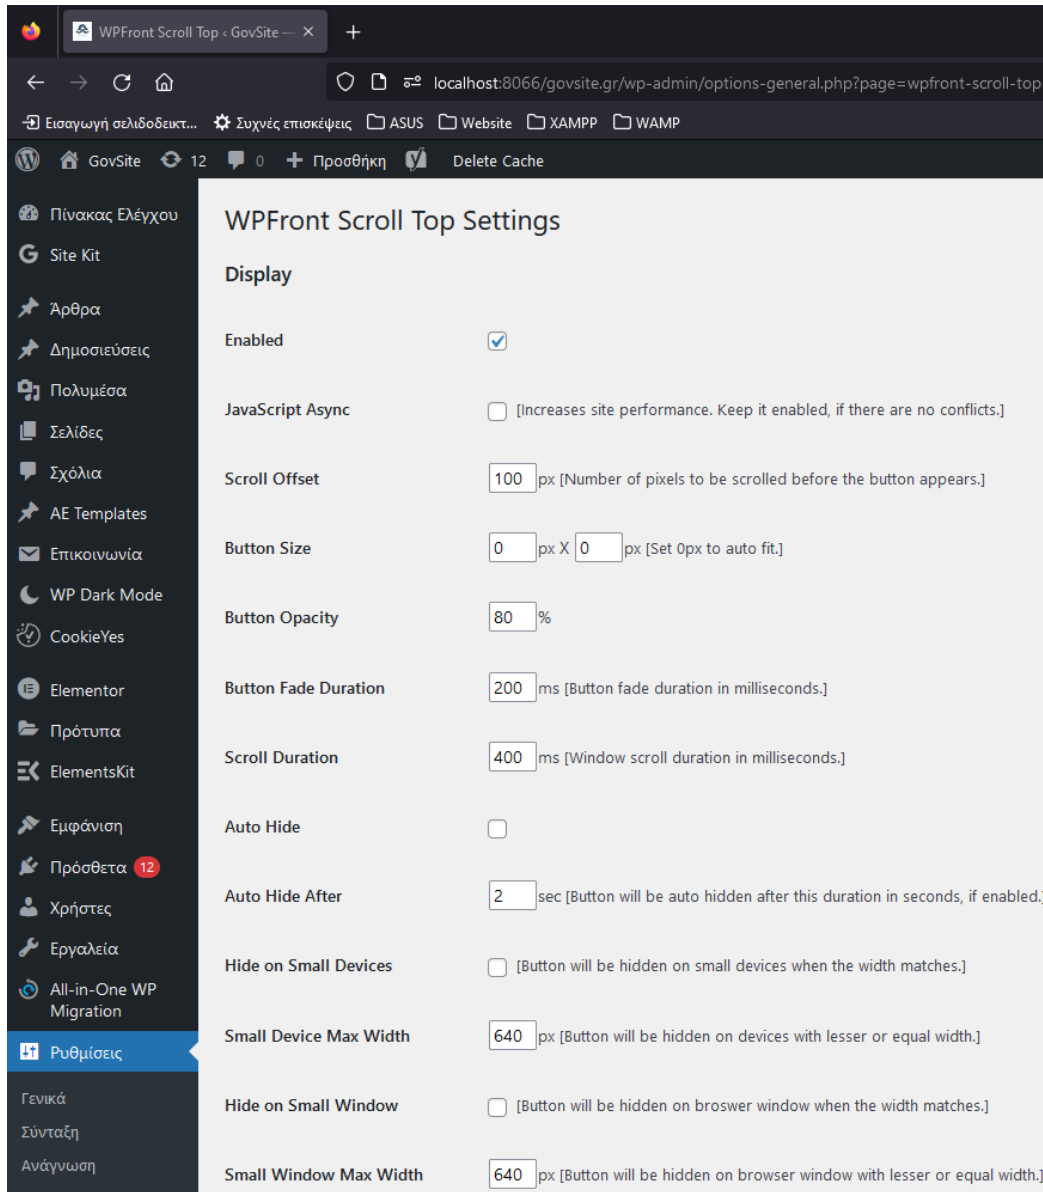 WPFront Scroll Top ‹ GovSite —
localhost:8066/govsite.gr/wp-admin/options-general.php?page=wpfront-scroll-top
Εισαγωγή σελιδοδεικτ... Συχνές επισκέψεις ASUS Website XAMPP WAMP
GovSite 12 0 Προσθήκη Delete Cache
Πίνακας Ελέγχου
Site Kit
Άρθρα
Δημοσιεύσεις
Πολυμέσα
Σελίδες
Σχόλια
AE Templates
Επικοινωνία
WP Dark Mode
CookieYes
Elementor
Πρότυπα
ElementsKit
Εμφάνιση
Πρόσθετα 12
Χρήστες
Εργαλεία
All-in-One WP
Migration
Ρυθμίσεις
Γενικά
Σύνταξη
Ανάγνωση
WPFront Scroll Top Settings
Display
Enabled
JavaScript Async [Increases site performance. Keep it enabled, if there are no conflicts.]
Scroll Offset 100 px [Number of pixels to be scrolled before the button appears.]
Button Size 0 px X 0 px [Set 0px to auto fit.]
Button Opacity 80 %
Button Fade Duration 200 ms [Button fade duration in milliseconds.]
Scroll Duration 400 ms [Window scroll duration in milliseconds.]
Auto Hide
Auto Hide After 2 sec [Button will be auto hidden after this duration in seconds, if enabled.]
Hide on Small Devices [Button will be hidden on small devices when the width matches.]
Small Device Max Width 640 px [Button will be hidden on devices with lesser or equal width.]
Hide on Small Window [Button will be hidden on broswer window when the width matches.]
Small Window Max Width 640 px [Button will be hidden on browser window with lesser or equal width.]